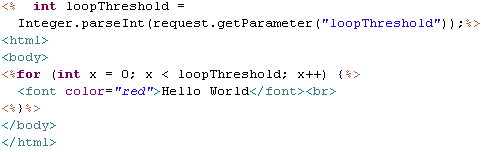 <%  int loopThreshold =
  Integer.parseInt(request.getParameter("loopThreshold"));%>
<html>
<body>
<%for (int x = 0; x < loopThreshold; x++) {%>
  <font color="red">Hello World</font><br>
<%}%>
</body>
</html>